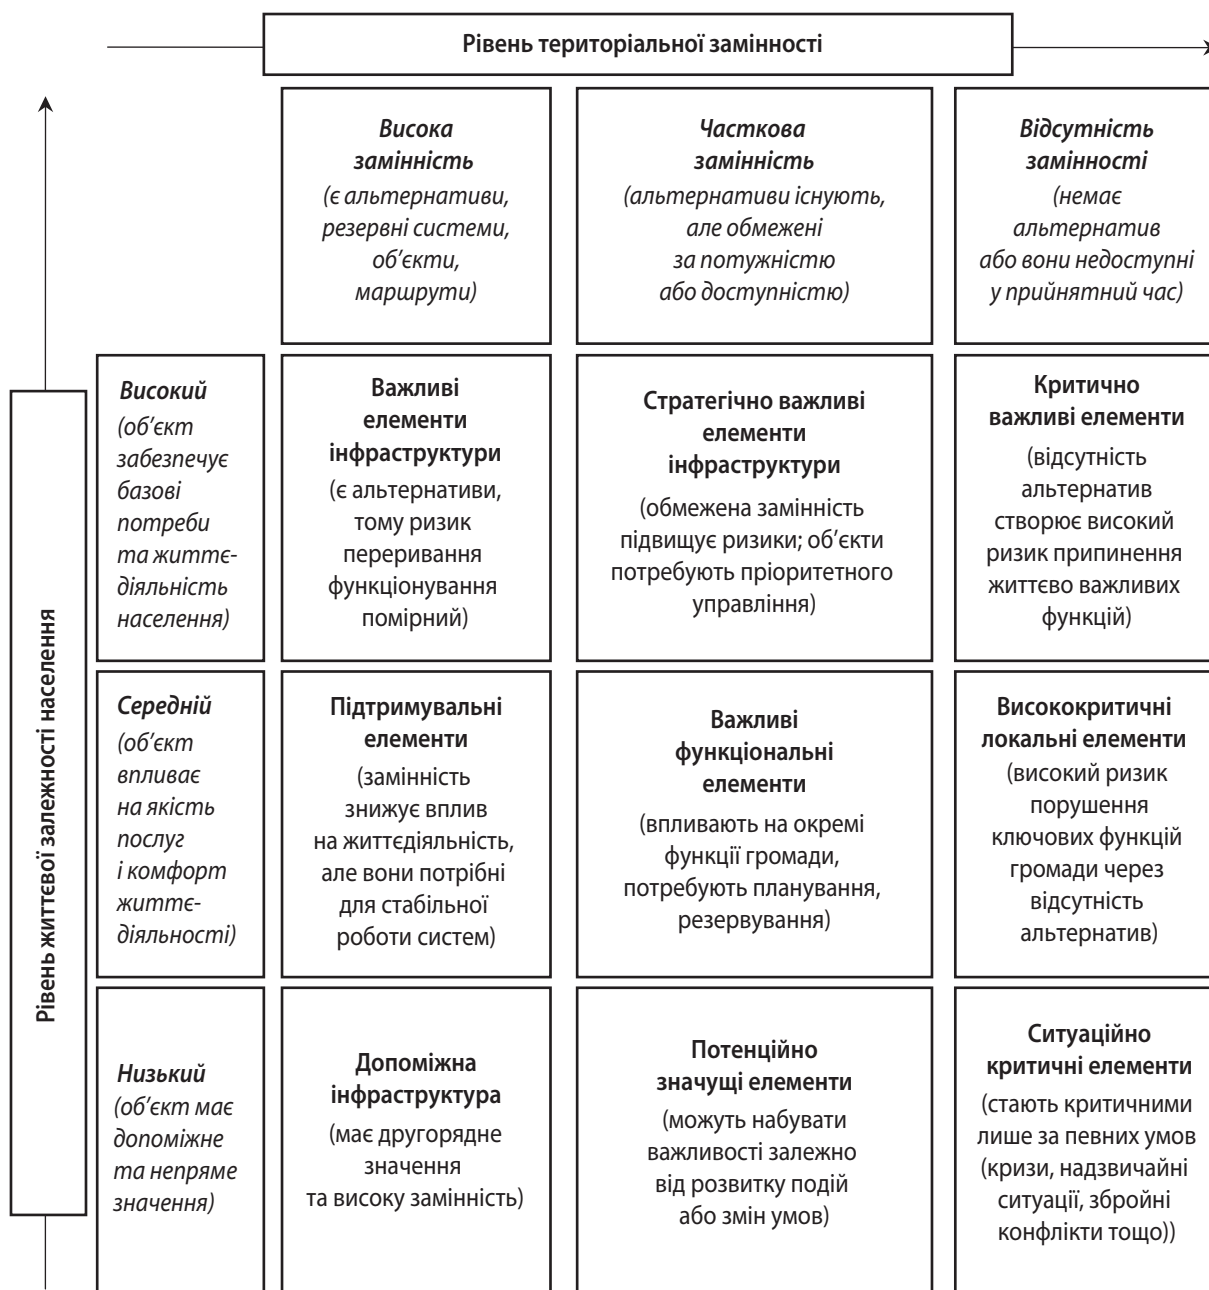 Рівень територіальної замінності
Висока
замінність
(є альтернативи,
резервні системи,
об’єкти,
маршрути)
Часткова
замінність
(альтернативи існують,
але обмежені
за потужністю
або доступністю)
Відсутність
замінності
(немає
альтернатив
або вони недоступні
у прийнятний час)
Рівень життєвої залежності населення
Високий
(об’єкт
забезпечує
базові
потреби
та життє-
діяльність
населення)
Важливі
елементи
інфраструктури
(є альтернативи,
тому ризик
переривання
функціонування
помірний)
Стратегічно важливі
елементи
інфраструктури
(обмежена замінність
підвищує ризики; об’єкти
потребують пріоритетного
управління)
Критично
важливі елементи
(відсутність
альтернатив
створює високий
ризик припинення
життєво важливих
функцій)
Середній
(об’єкт
впливає
на якість
послуг
і комфорт
життє-
діяльності)
Підтримувальні
елементи
(замінність
знижує вплив
на життєдіяльність,
але вони потрібні
для стабільної
роботи систем)
Важливі
функціональні
елементи
(впливають на окремі
функції громади,
потребують планування,
резервування)
Висококритичні
локальні елементи
(високий ризик
порушення
ключових функцій
громади через
відсутність
альтернатив)
Низький
(об’єкт має
допоміжне
та непряме
значення)
Допоміжна
інфраструктура
(має другорядне
значення
та високу замінність)
Потенційно
значущі елементи
(можуть набувати
важливості залежно
від розвитку подій
або змін умов)
Ситуаційно
критичні елементи
(стають критичними
лише за певних умов
(кризи, надзвичайні
ситуації, збройні
конфлікти тощо))